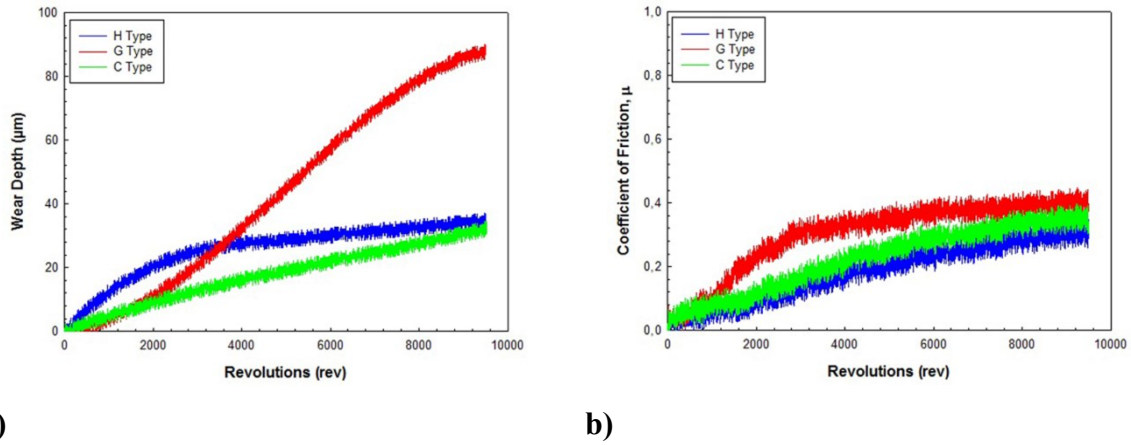 100
80
60
40
20
0
Wear Depth (µm)
H Type
G Type
C Type
0 2000 4000 6000 8000 10000
Revolutions (rev)
)
1,0
0,8
0,6
0,4
0,2
0,0
Coefficient of Friction, µ
H Type
G Type
C Type
0 2000 4000 6000 8000 10000
Revolutions (rev)
b)